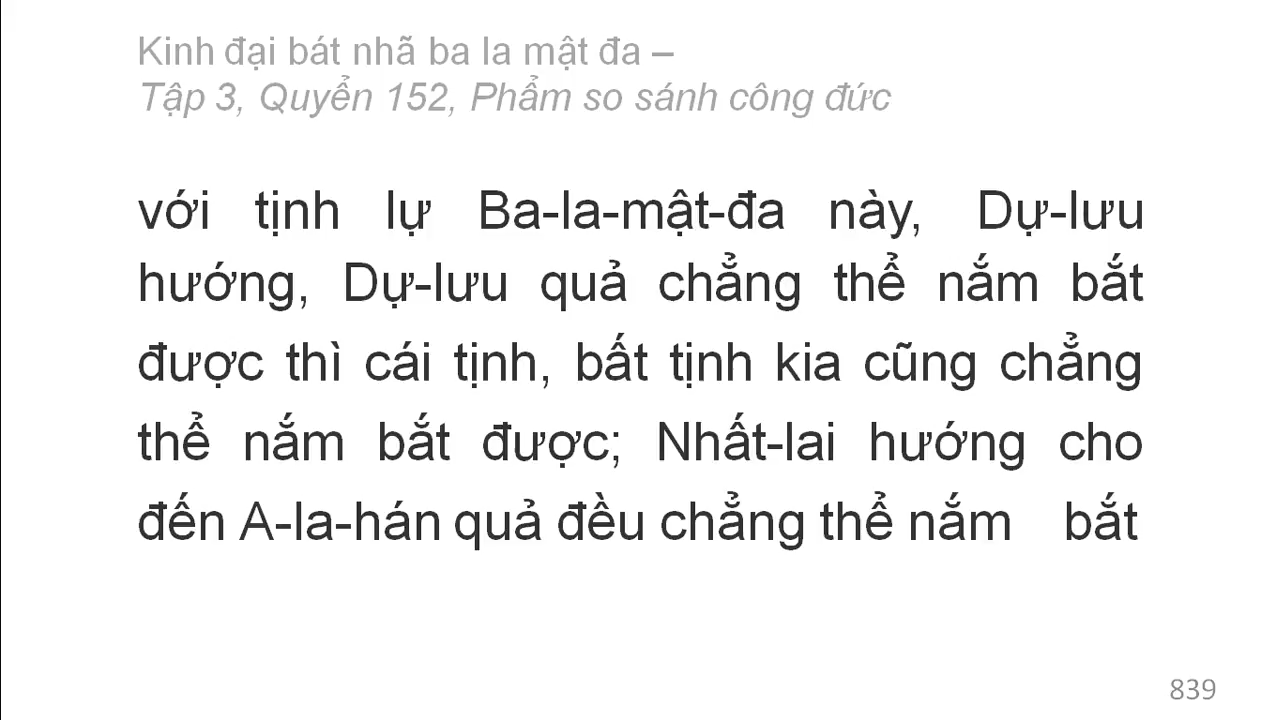 Kinh đại bát nhã ba la mật đa –
Tập 3, Quyển 152, Phẩm so sánh công đức
với tịnh lự Ba-la-mật-đa này, Dự-lưu
hướng, Dự-lưu quả chẳng thể nắm bắt
được thì cái tịnh, bất tịnh kia cũng chẳng
thể nắm bắt được; Nhất-lai hướng cho
đến A-la-hán quả đều chẳng thể nắm bắt
839